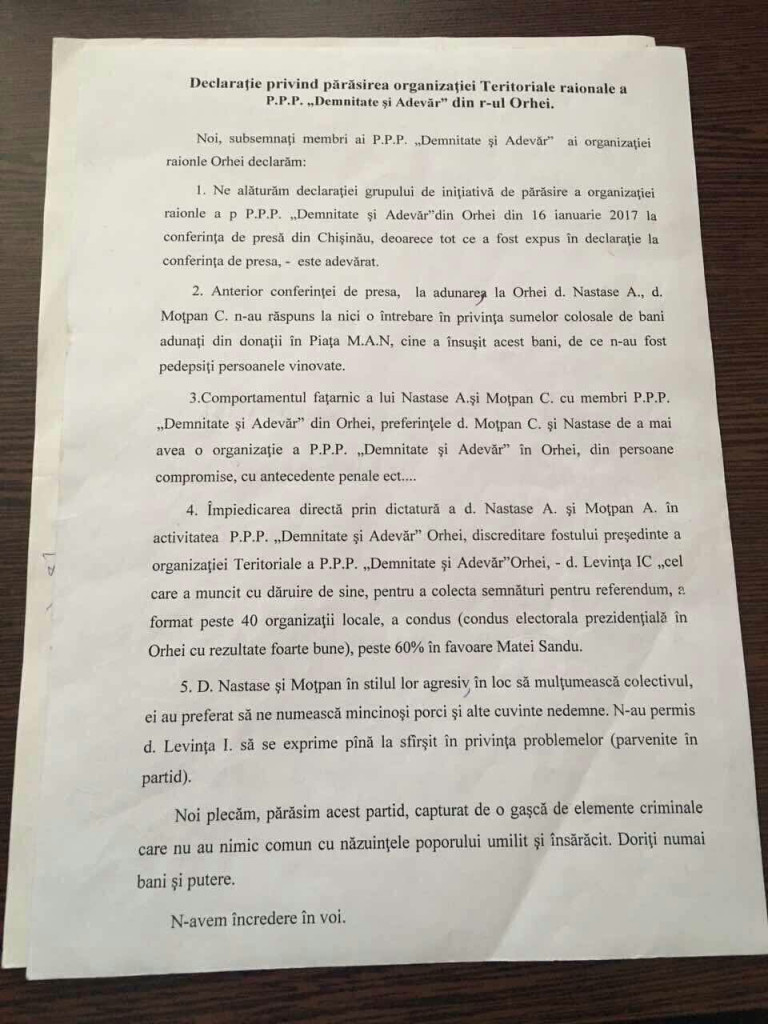 Declaraţie privind părăsirea organizaţiei Teritoriale raionale a
P.P.P. „Demnitate şi Adevăr” din r-ul Orhei.
Noi, subsemnaţi membri ai P.P.P. „Demnitate şi Adevăr” ai organizaţiei
raionle Orhei declarăm:
1. Ne alăturăm declaraţiei grupului de iniţiativă de părăsire a organizaţiei
raionle a p P.P.P. „Demnitate şi Adevăr”din Orhei din 16 ianuarie 2017 la
conferinţa de presă din Chişinău, deoarece tot ce a fost expus în declaraţie la
conferinţa de presa, - este adevărat.
2. Anterior conferinţei de presa, la adunarea la Orhei d. Nastase A., d.
Moţpan C. n-au răspuns la nici o întrebare în privinţa sumelor colosale de bani
adunaţi din donaţii în Piaţa M.A.N, cine a însuşit acest bani, de ce n-au fost
pedepsiţi persoanele vinovate.
3.Comportamentul faţarnic a lui Nastase A.şi Moţpan C. cu membri P.P.P.
„Demnitate şi Adevăr” din Orhei, preferinţele d. Moţpan C. şi Nastase de a mai
avea o organizaţie a P.P.P. „Demnitate şi Adevăr” în Orhei, din persoane
compromise, cu antecedente penale ect....
4. Împiedicarea directă prin dictatură a d. Nastase A. şi Moţpan A. în
activitatea P.P.P. „Demnitate şi Adevăr” Orhei, discreditare fostului preşedinte a
organizaţiei Teritoriale a P.P.P. „Demnitate şi Adevăr”Orhei, - d. Levinţa IC „cel
care a muncit cu dăruire de sine, pentru a colecta semnături pentru referendum, a
format peste 40 organizaţii locale, a condus (condus electorala prezidenţială în
Orhei cu rezultate foarte bune), peste 60% în favoare Matei Sandu.
5. D. Nastase şi Moţpan în stilul lor agresiv, în loc să mulţumească colectivul,
ei au preferat să ne numească mincinoşi porci şi alte cuvinte nedemne. N-au permis
d. Levinţa I. să se exprime pînă la sfîrşit în privinţa problemelor (parvenite în
partid).
Noi plecăm, părăsim acest partid, capturat de o gaşcă de elemente criminale
care nu au nimic comun cu năzuinţele poporului umilit şi însărăcit. Doriţi numai
bani şi putere.
N-avem încredere în voi.